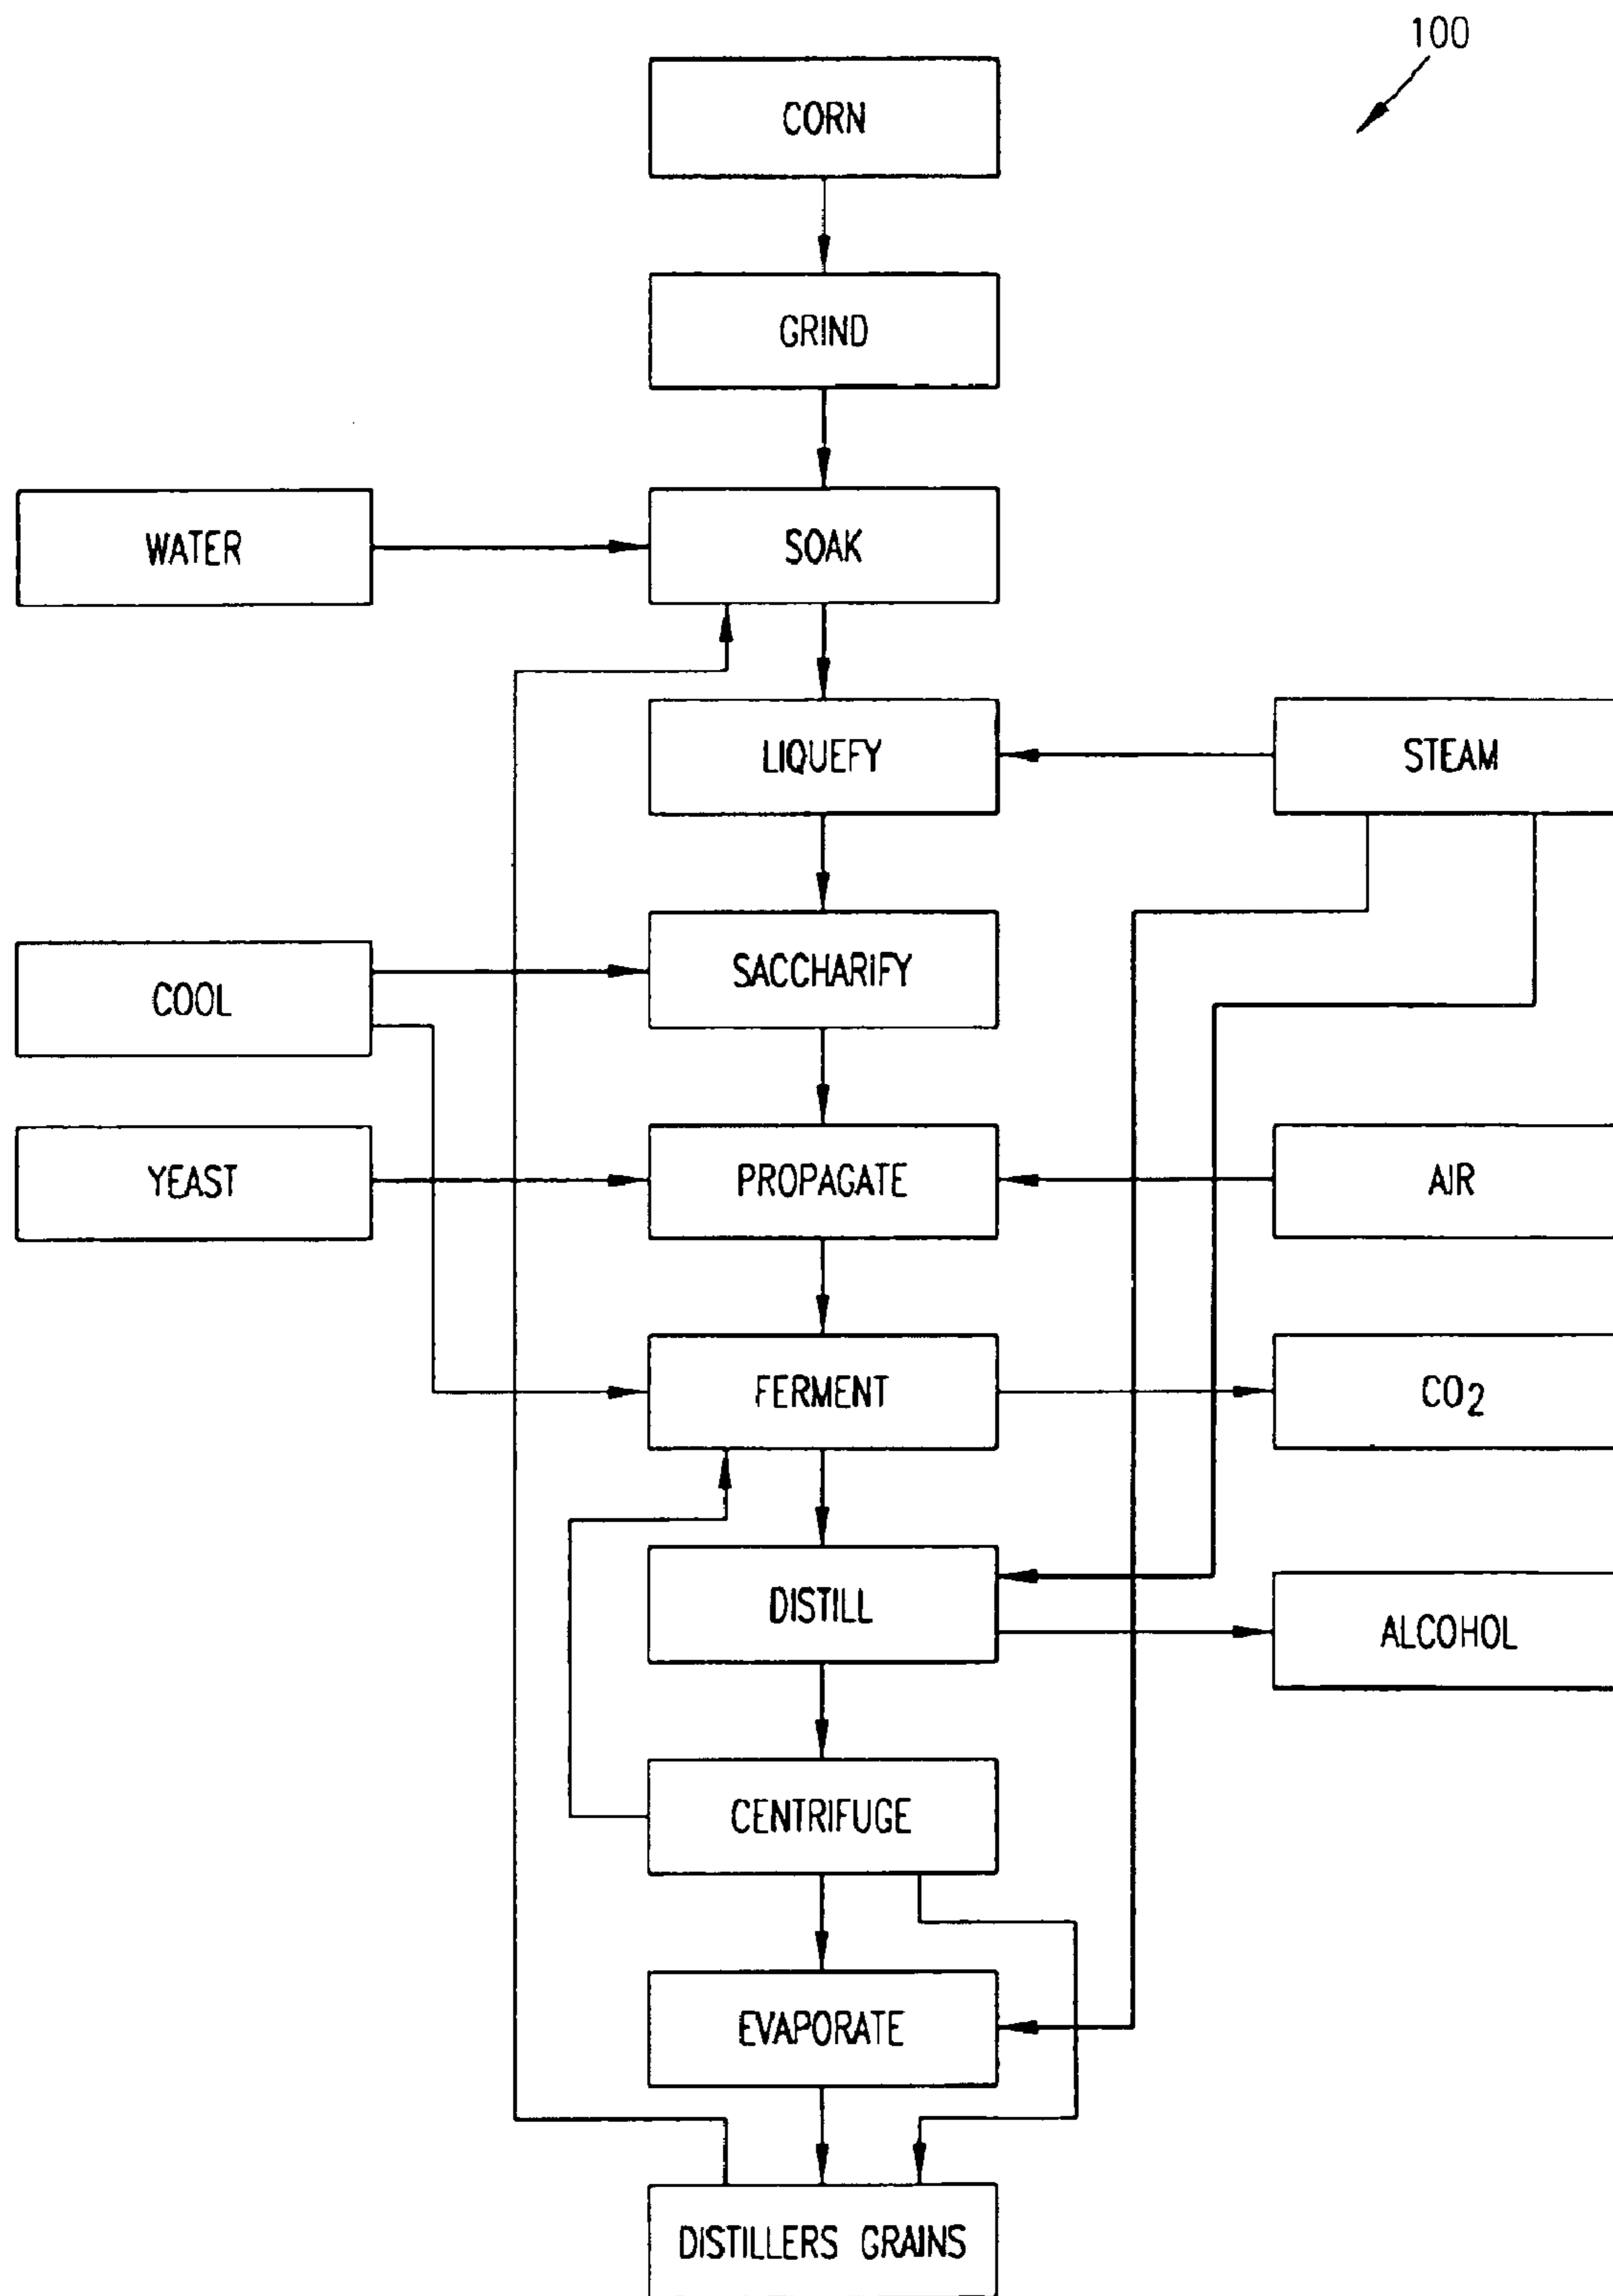 100
CORN
GRIND
WATER
SOAK
LIQUEFY
STEAM
COOL
SACCHARIFY
YEAST
PROPAGATE
AIR
FERMENT
CO₂
DISTILL
ALCOHOL
CENTRIFUGE
EVAPORATE
DISTILLERS GRAINS